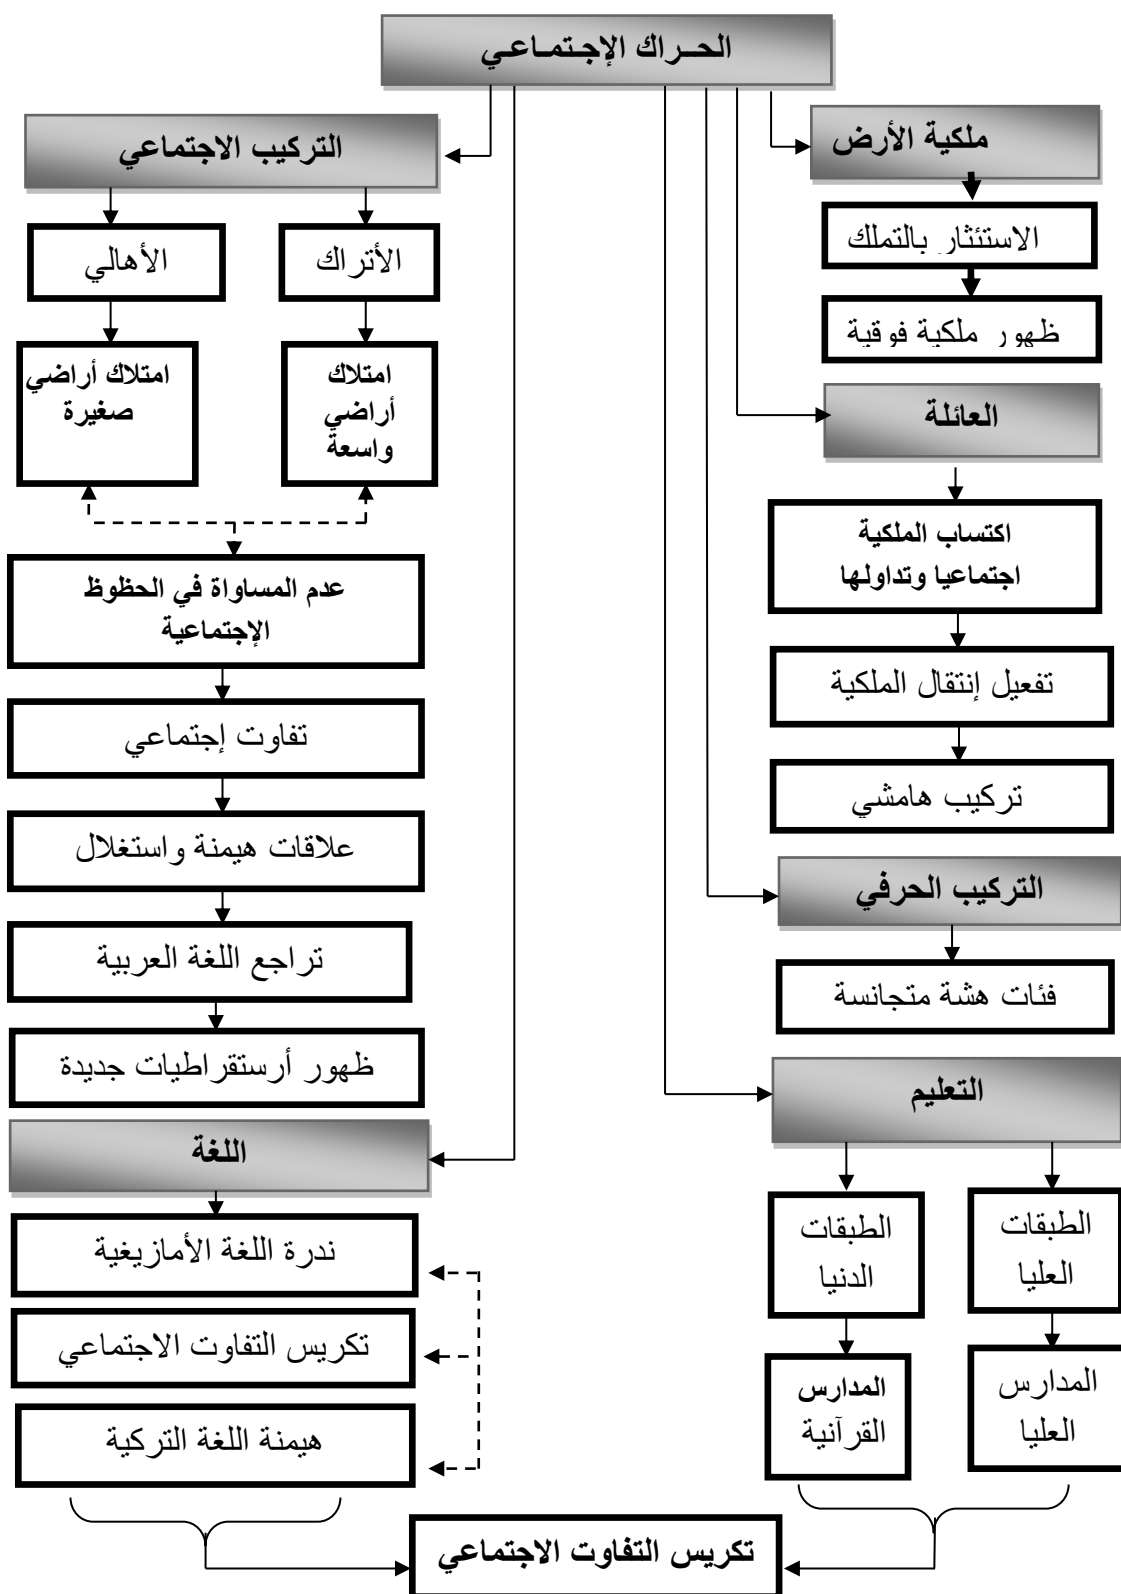 الحـراك الإجـتمـاعـي
ملكية الأرض
الاستئثار بالتملك
ظهور ملكية فوقية
العائلة
اكتساب الملكية
اجتماعيا وتداولها
تفعيل إنتقال الملكية
تركيب هامشي
التركيب الحرفي
فئات هشة متجانسة
التعليم
الطبقات
العليا
الطبقات
الدنيا
المدارس
العليا
المدارس
القرآنية
التركيب الاجتماعي
الأتراك
الأهالي
امتلاك
أراضي
واسعة
امتلاك أراضي
صغيرة
عدم المساواة في الحظوظ
الإجتماعية
تفاوت إجتماعي
علاقات هيمنة واستغلال
تراجع اللغة العربية
ظهور أرستقراطيات جديدة
اللغة
ندرة اللغة الأمازيغية
تكريس التفاوت الاجتماعي
هيمنة اللغة التركية
تكريس التفاوت الاجتماعي